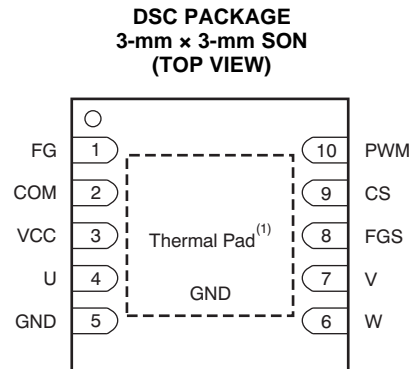 DSC PACKAGE
3-mm × 3-mm SON
(TOP VIEW)
FG 1 10 PWM
COM 2 9 CS
VCC 3 8 FGS
Thermal Pad(1)
U 4 7 V
GND
GND 5 6 W